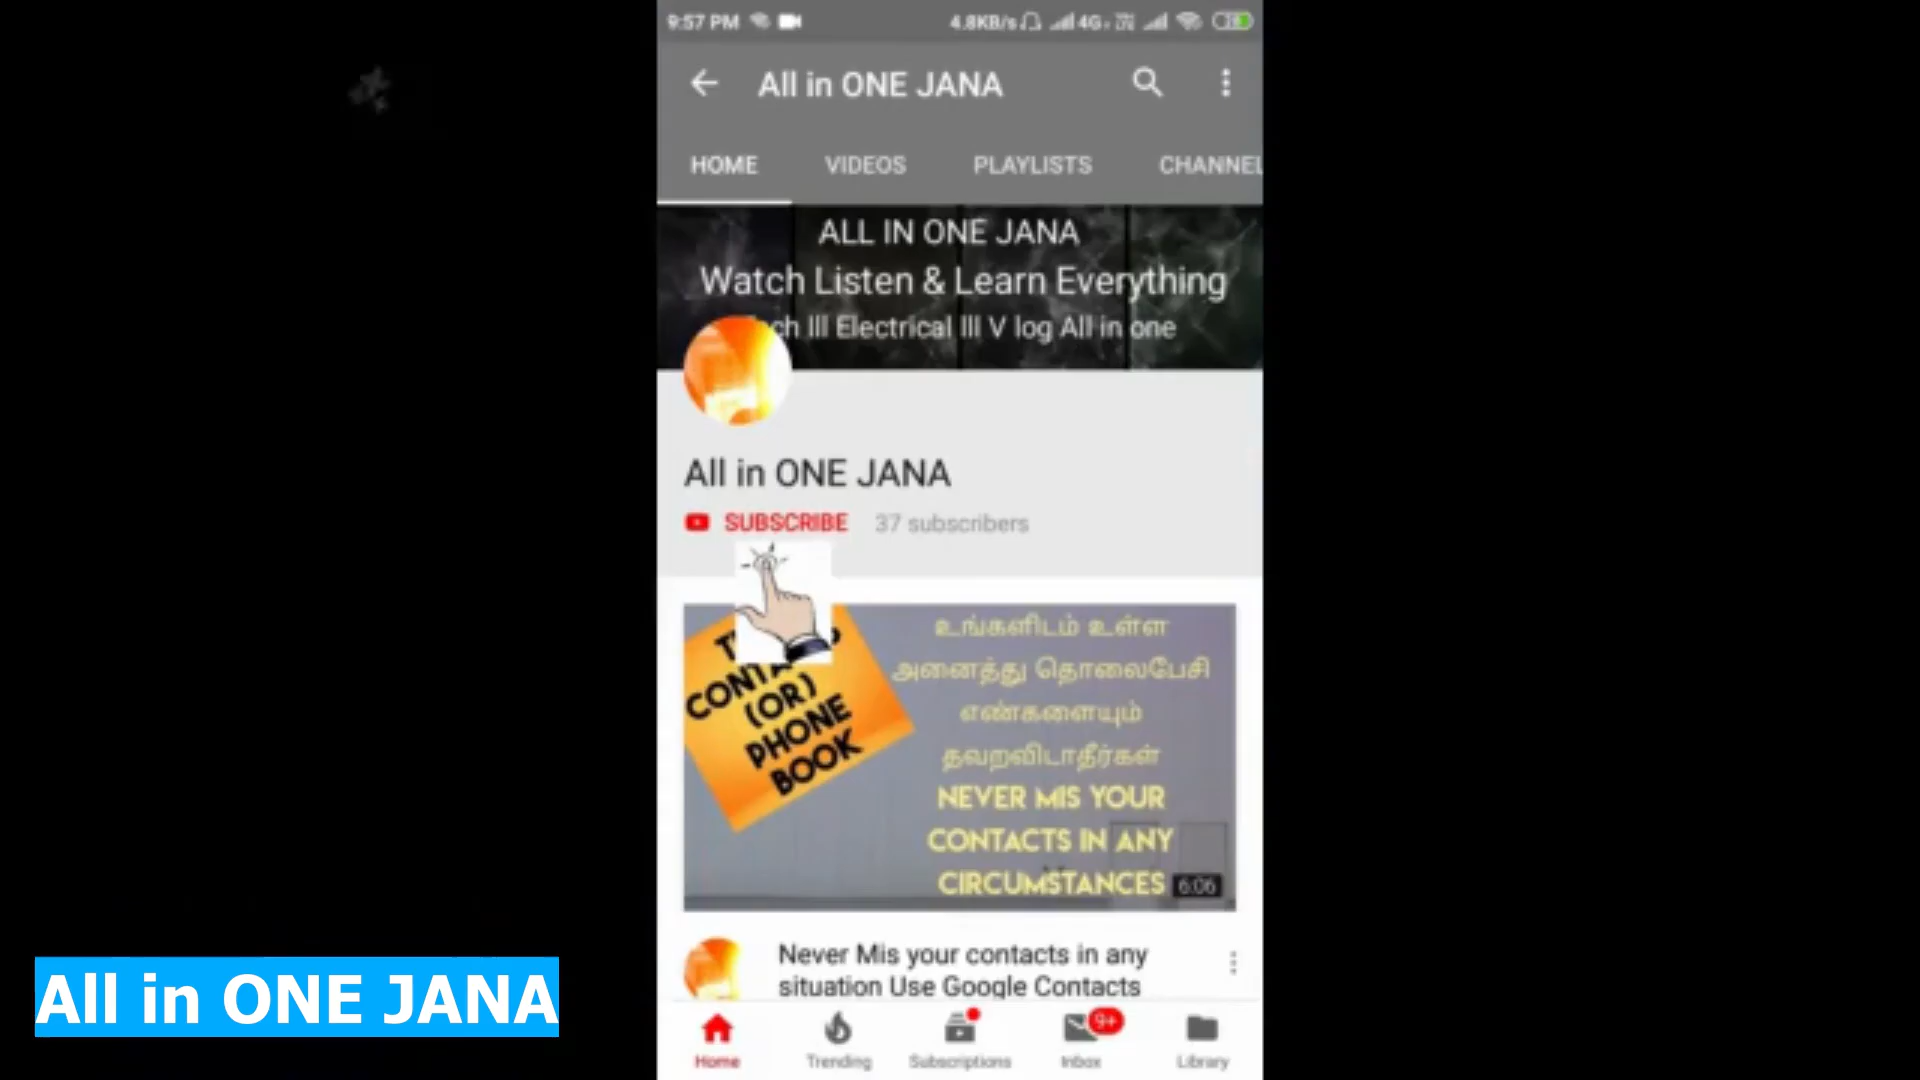 9:57 PM
4.8KB/s
4G
All in ONE JANA
HOME VIDEOS PLAYLISTS CHANNEL
ALL IN ONE JANA
Watch Listen & Learn Everything
ch lll Electrical lll V log All in one
All in ONE JANA
SUBSCRIBE 37 subscribers
உங்களிடம் உள்ள
அனைத்து தொலைபேசி
எண்களையும்
தவறவிடாதீர்கள்
NEVER MIS YOUR
CONTACTS IN ANY
CIRCUMSTANCES
6:06
(OR)
PHONE
BOOK
Never Mis your contacts in any
situation Use Google Contacts
9+
Home Trending Subscriptions Inbox Library
All in ONE JANA